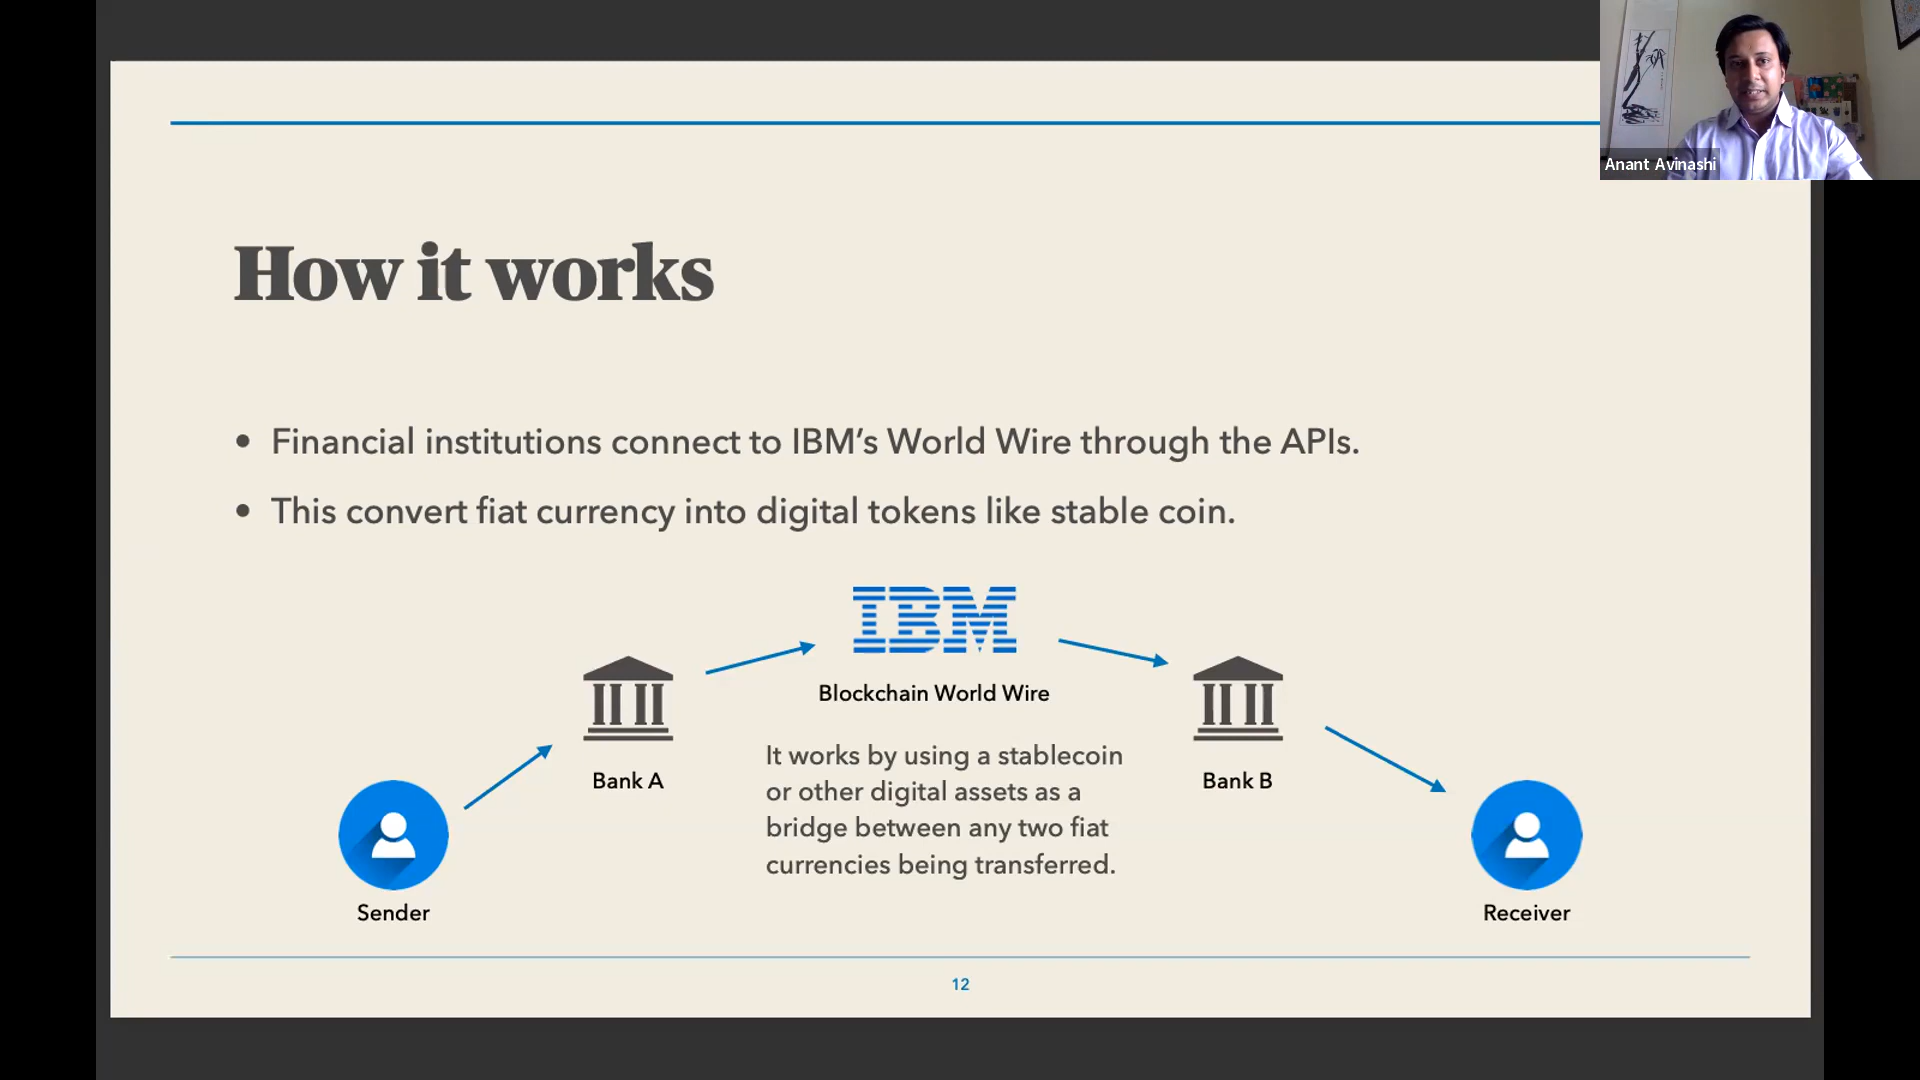 Anant Avinashi
How it works
• Financial institutions connect to IBM‘s World Wire through the APIs.
• This convert fiat currency into digital tokens like stable coin.
IBM
Blockchain World Wire
It works by using a stablecoin
or other digital assets as a
bridge between any two fiat
currencies being transferred.
Bank A
Bank B
Sender
Receiver
12